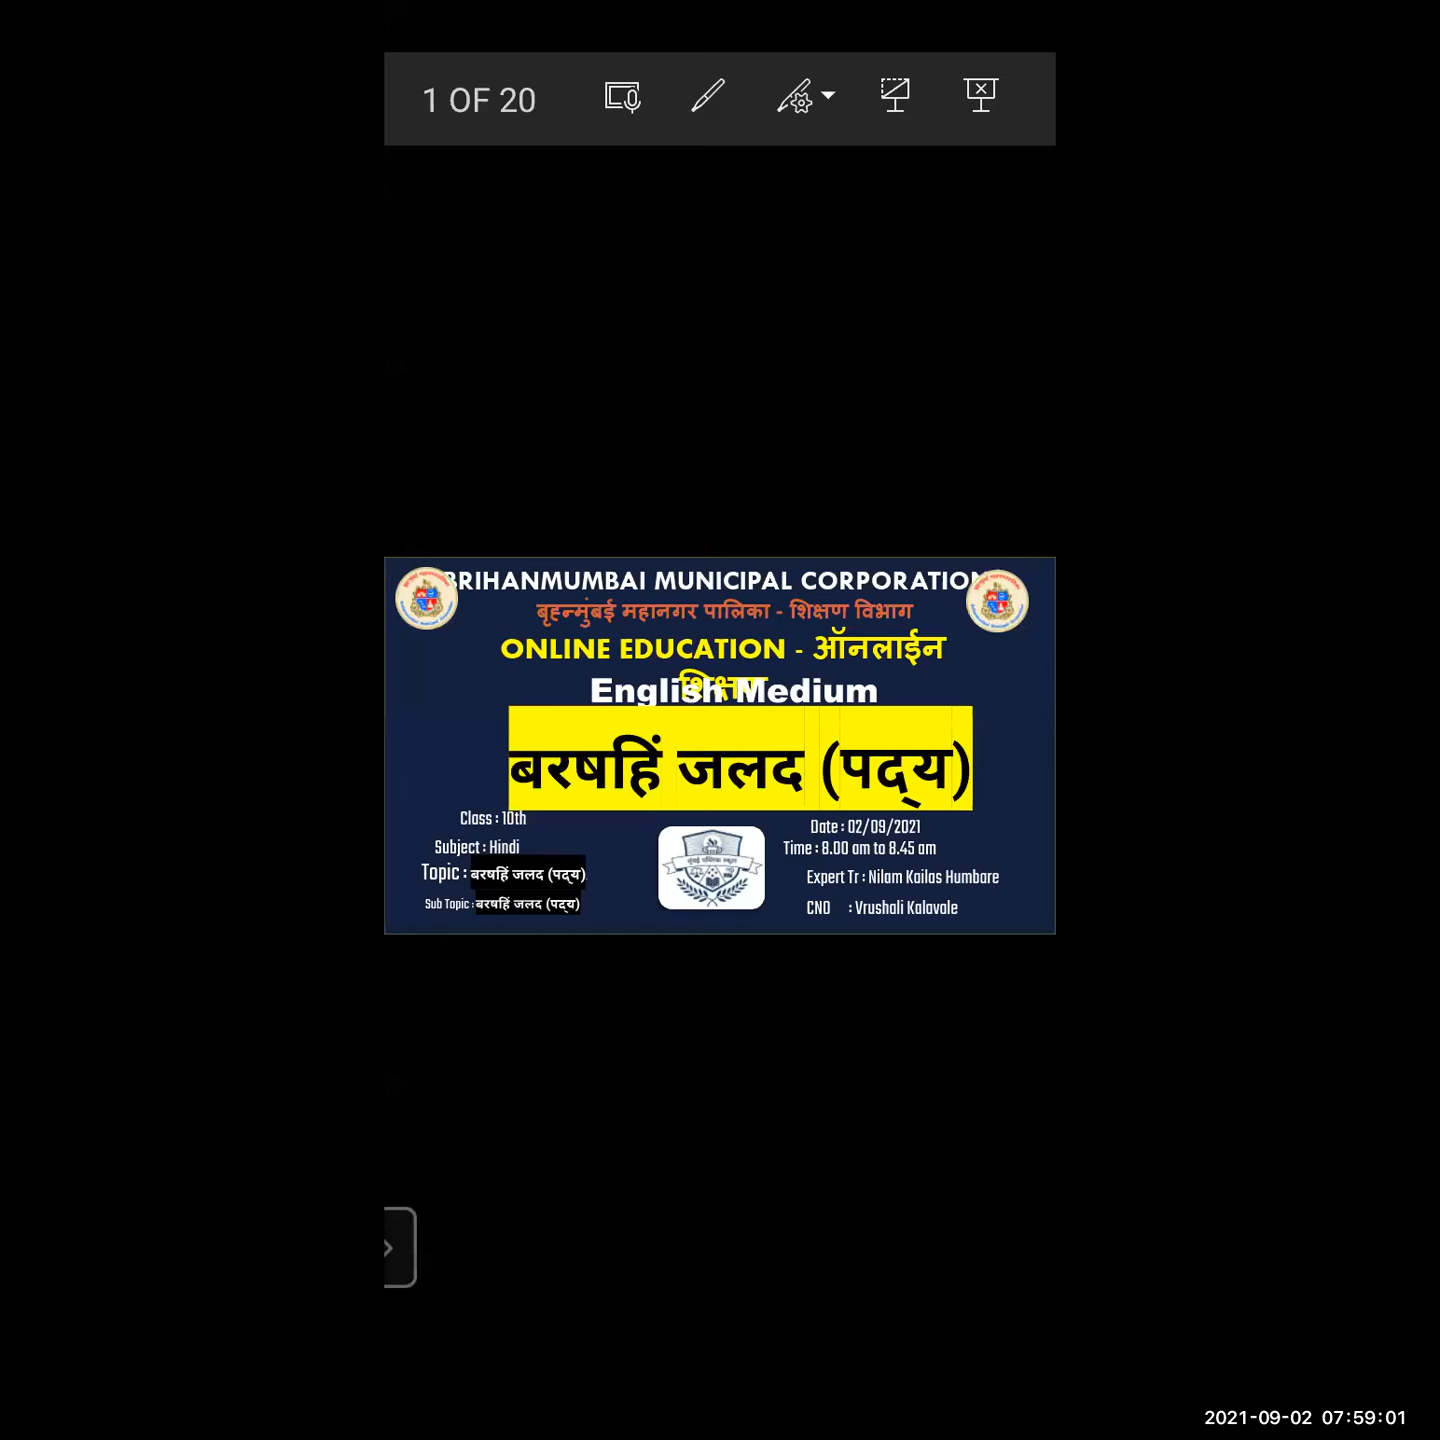 1 OF 20
BRIHANMUMBAI MUNICIPAL CORPORATION
बृहन्मुंबई महानगर पालिका - शिक्षण विभाग
ONLINE EDUCATION - ऑनलाईन
शिक्षण
English Medium
बरषहिं जलद (पद्‌य)
Class : 10th
Subject : Hindi
Topic : बरषहिं जलद (पद्‌य)
Sub Topic : बरषहिं जलद (पद्‌य)
मुंबई पब्लिक स्कूल
Date : 02/09/2021
Time : 8.00 am to 8.45 am
Expert Tr : Nilam Kailas Humbare
CNO : Vrushali Kalavale
2021-09-02 07:59:01